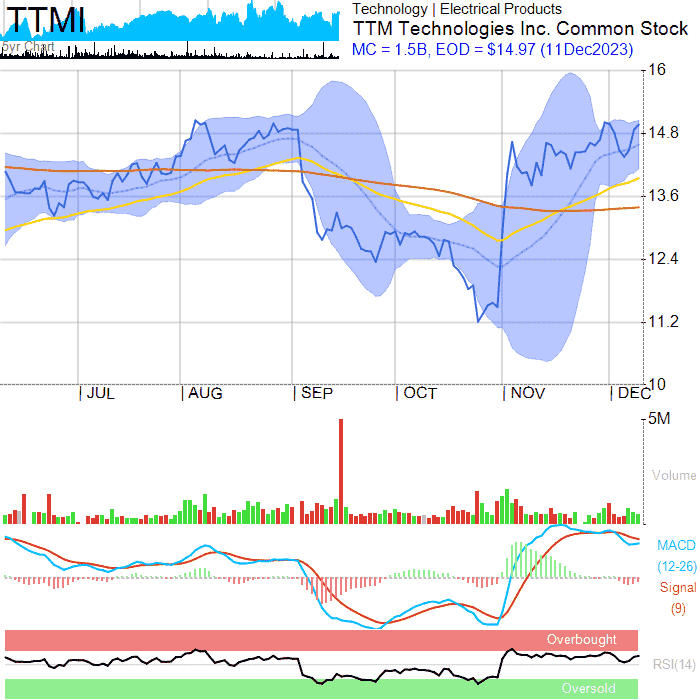 TTMI
5yr Chart
Technology | Electrical Products
TTM Technologies Inc. Common Stock
MC = 1.5B, EOD = $14.97 (11Dec2023)
16
14.8
13.6
12.4
11.2
10
| JUL
| AUG
| SEP
| OCT
| NOV
| DEC
5M
Volume
MACD
(12-26)
Signal
(9)
Overbought
RSI(14)
Oversold